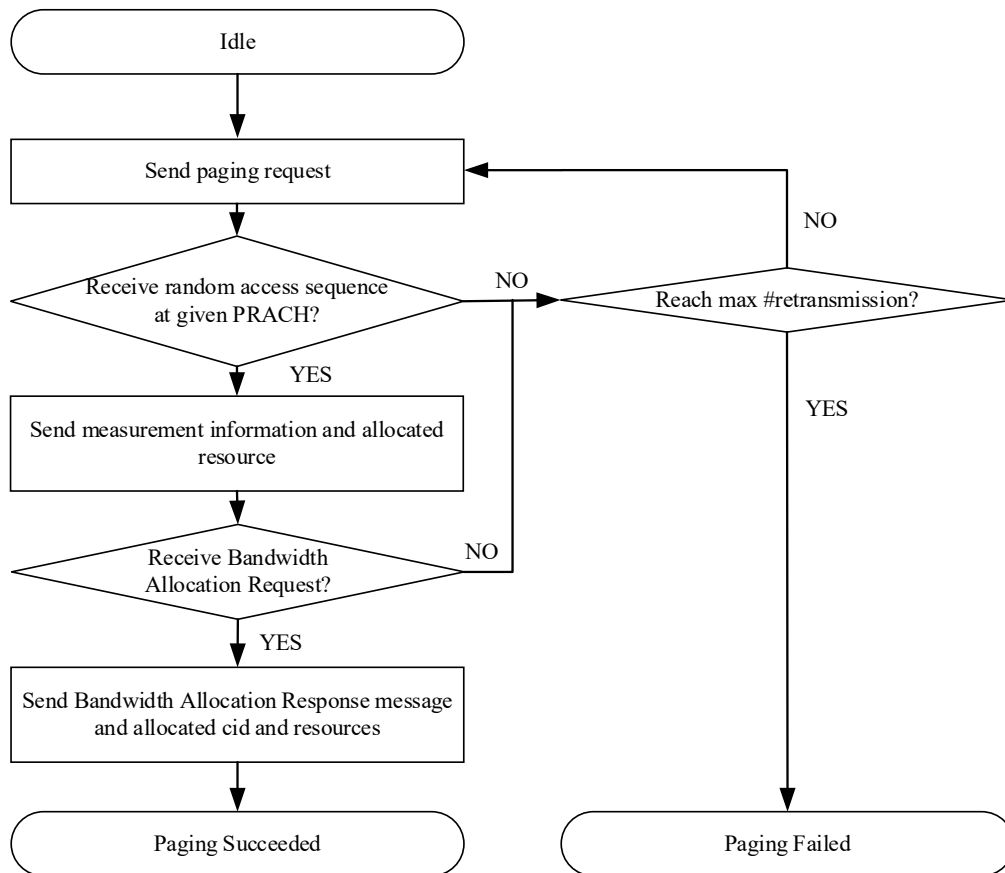 Idle
Send paging request
NO
Receive random access sequence
at given PRACH?
NO
Reach max #retransmission?
YES
YES
Send measurement information and allocated
resource
Receive Bandwidth
Allocation Request?
NO
YES
Send Bandwidth Allocation Response message
and allocated cid and resources
Paging Succeeded
Paging Failed